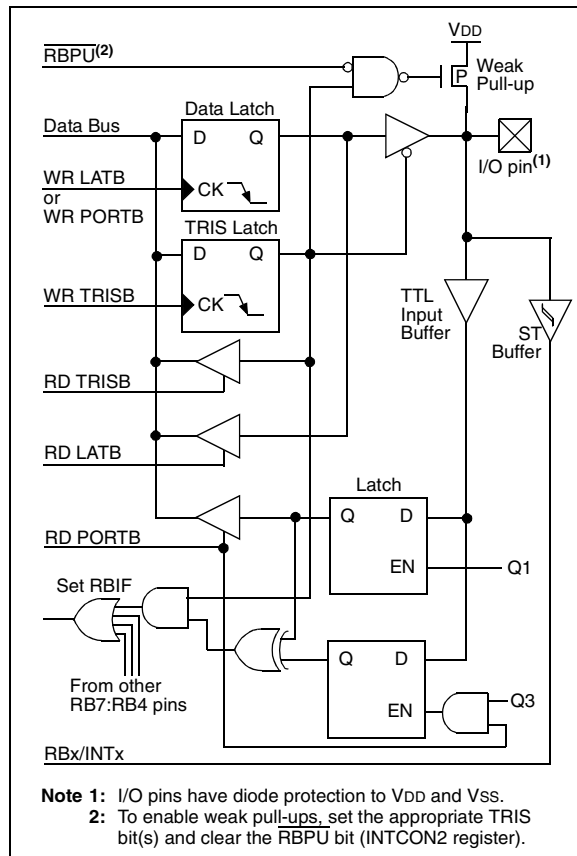 VDD
RBPU(2)
Weak
Pull-up
P
Data Latch
Data Bus
D Q
I/O pin(1)
WR LATB
or
WR PORTB
CK
TRIS Latch
D Q
TTL
Input
Buffer
ST
Buffer
WR TRISB
CK
RD TRISB
RD LATB
Latch
Q D
RD PORTB
EN
Q1
Set RBIF
Q D
From other
RB7:RB4 pins
EN
Q3
RBx/INTx
Note 1: I/O pins have diode protection to VDD and VSS.
2: To enable weak pull-ups, set the appropriate TRIS
bit(s) and clear the RBPU bit (INTCON2 register).